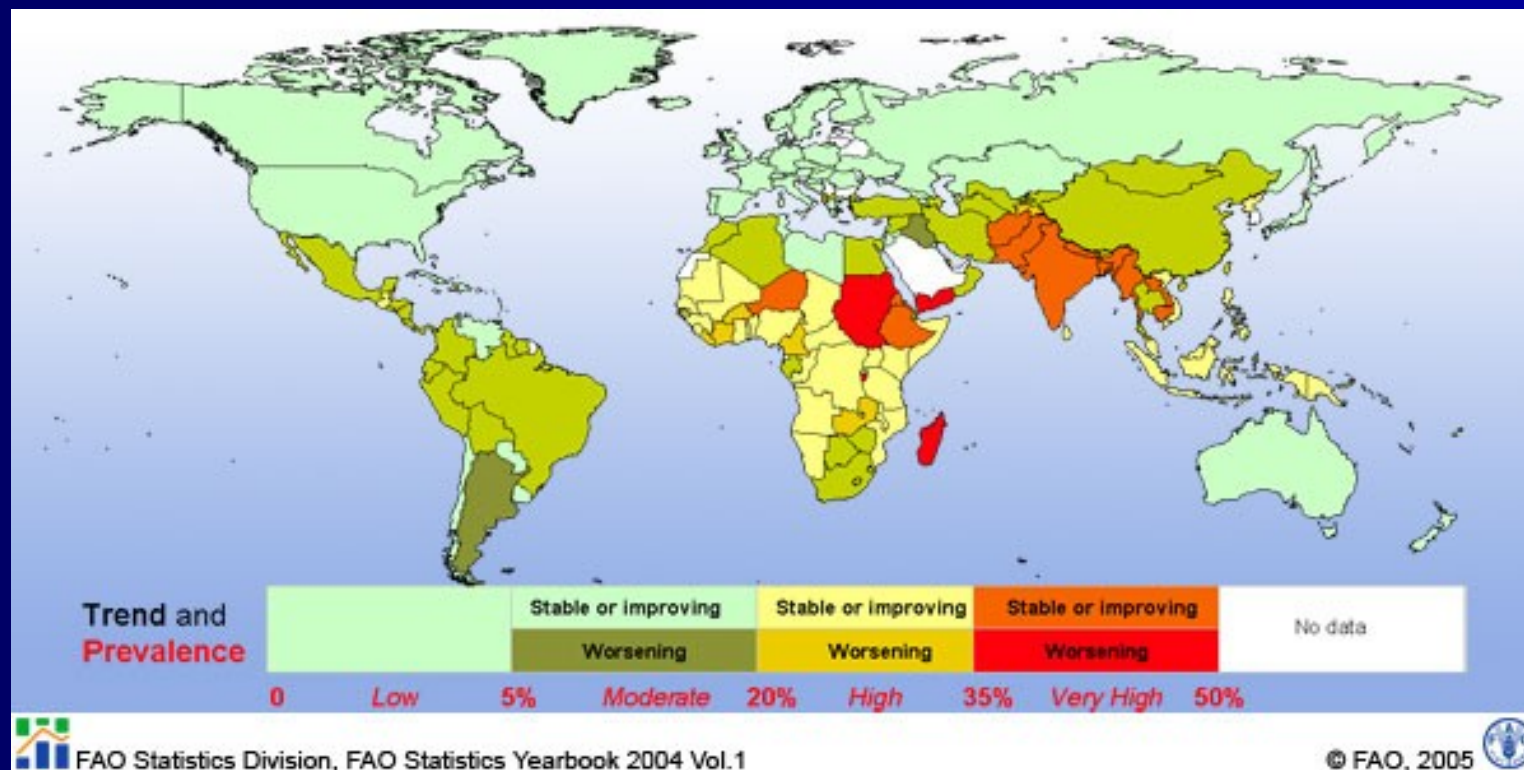 Trend and
Prevalence
Stable or improving
Stable or improving
Stable or improving
No data
Worsening
Worsening
Worsening
0 Low 5% Moderate 20% High 35% Very High 50%
FAO Statistics Division, FAO Statistics Yearbook 2004 Vol.1
© FAO, 2005